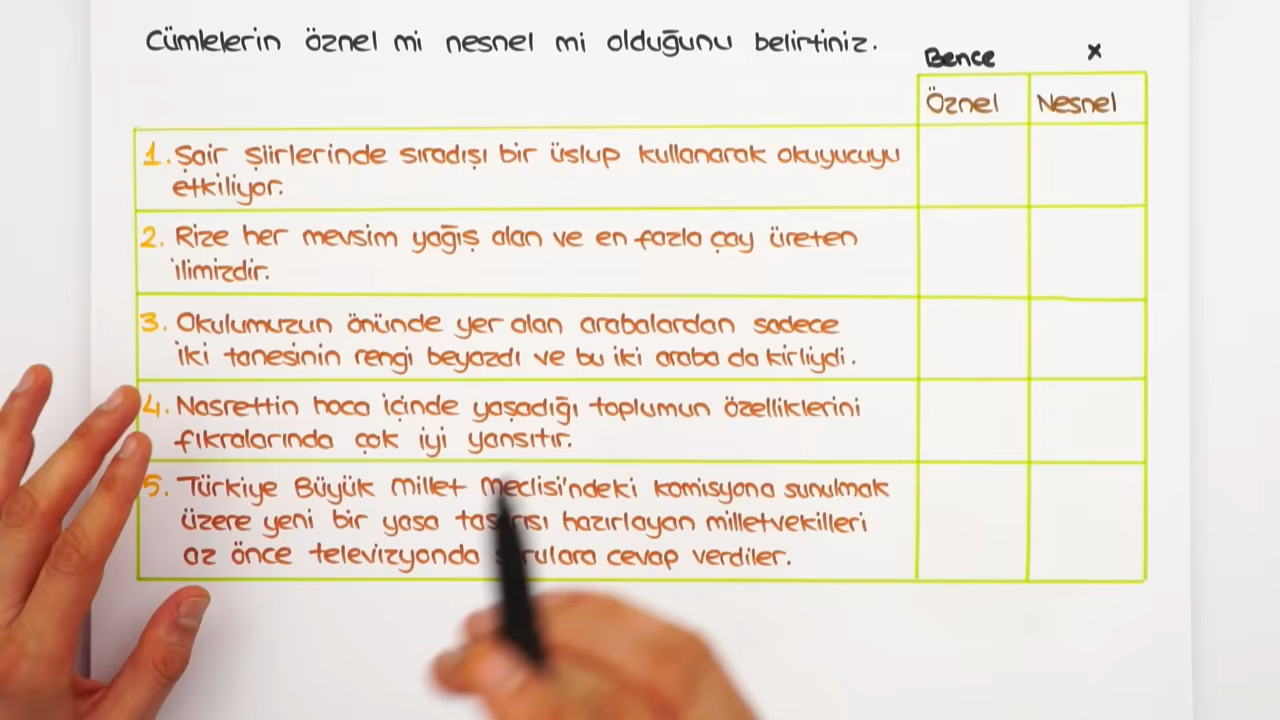 Cümlelerin öznel mi nesnel mi olduğunu belirtiniz.
Bence x
Öznel Nesnel
1. Şair şiirlerinde sıradışı bir üslup kullanarak okuyucuyu
etkiliyor.
2. Rize her mevsim yağış alan ve en fazla çay üreten
ilimizdir.
3. Okulumuzun önünde yer alan arabalardan sadece
iki tanesinin rengi beyazdı ve bu iki araba da kirliydi.
4. Nasrettin hoca içinde yaşadığı toplumun özelliklerini
fıkralarında çok iyi yansıtır.
5. Türkiye Büyük Millet Meclisi'ndeki komisyona sunulmak
üzere yeni bir yasa tasarısı hazırlayan milletvekilleri
az önce televizyonda sorulara cevap verdiler.